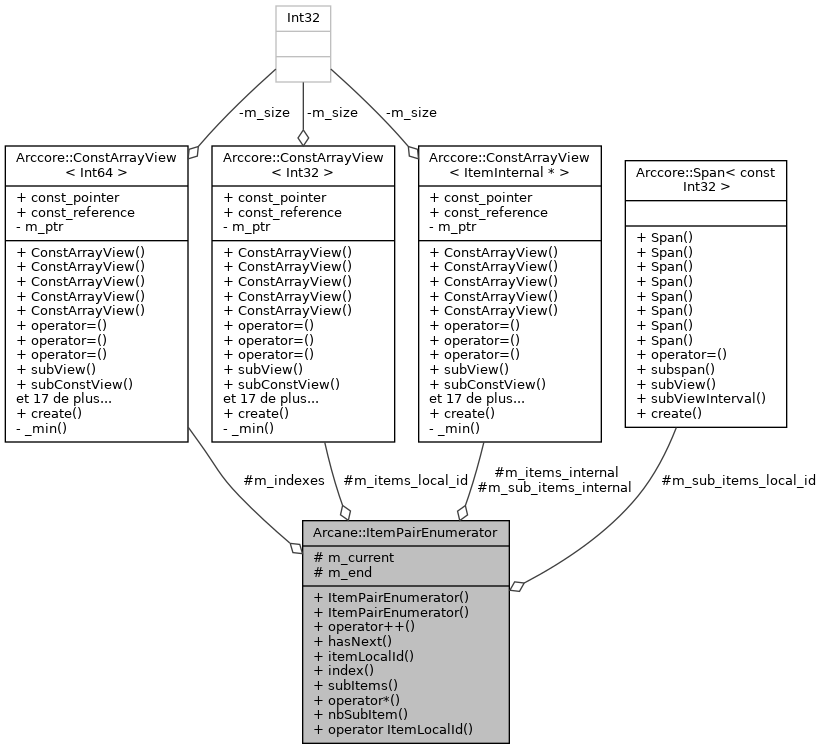 Int32
-m_size
-m_size
-m_size
Arccore::ConstArrayView
< Int64 >
+ const_pointer
+ const_reference
- m_ptr
+ ConstArrayView()
+ ConstArrayView()
+ ConstArrayView()
+ ConstArrayView()
+ ConstArrayView()
+ operator=()
+ operator=()
+ operator=()
+ subView()
+ subConstView()
et 17 de plus...
+ create()
- _min()
Arccore::ConstArrayView
< Int32 >
+ const_pointer
+ const_reference
- m_ptr
+ ConstArrayView()
+ ConstArrayView()
+ ConstArrayView()
+ ConstArrayView()
+ ConstArrayView()
+ operator=()
+ operator=()
+ operator=()
+ subView()
+ subConstView()
et 17 de plus...
+ create()
- _min()
Arccore::ConstArrayView
< ItemInternal * >
+ const_pointer
+ const_reference
- m_ptr
+ ConstArrayView()
+ ConstArrayView()
+ ConstArrayView()
+ ConstArrayView()
+ ConstArrayView()
+ operator=()
+ operator=()
+ operator=()
+ subView()
+ subConstView()
et 17 de plus...
+ create()
- _min()
Arccore::Span< const
Int32 >
+ Span()
+ Span()
+ Span()
+ Span()
+ Span()
+ Span()
+ Span()
+ Span()
+ operator=()
+ subspan()
+ subView()
+ subViewInterval()
+ create()
#m_indexes
#m_items_local_id
#m_items_internal
#m_sub_items_internal
#m_sub_items_local_id
Arcane::ItemPairEnumerator
# m_current
# m_end
+ ItemPairEnumerator()
+ ItemPairEnumerator()
+ operator++()
+ hasNext()
+ itemLocalId()
+ index()
+ subItems()
+ operator*()
+ nbSubItem()
+ operator ItemLocalId()